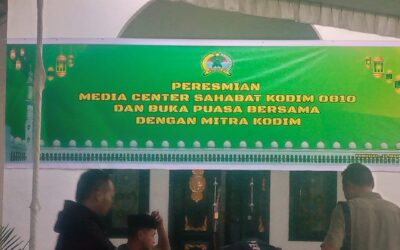 PERESMIAN
MEDIA CENTER SAHABAT KODIM 0810
DAN BUKA PUASA BERSAMA
DENGAN MITRA KODIM